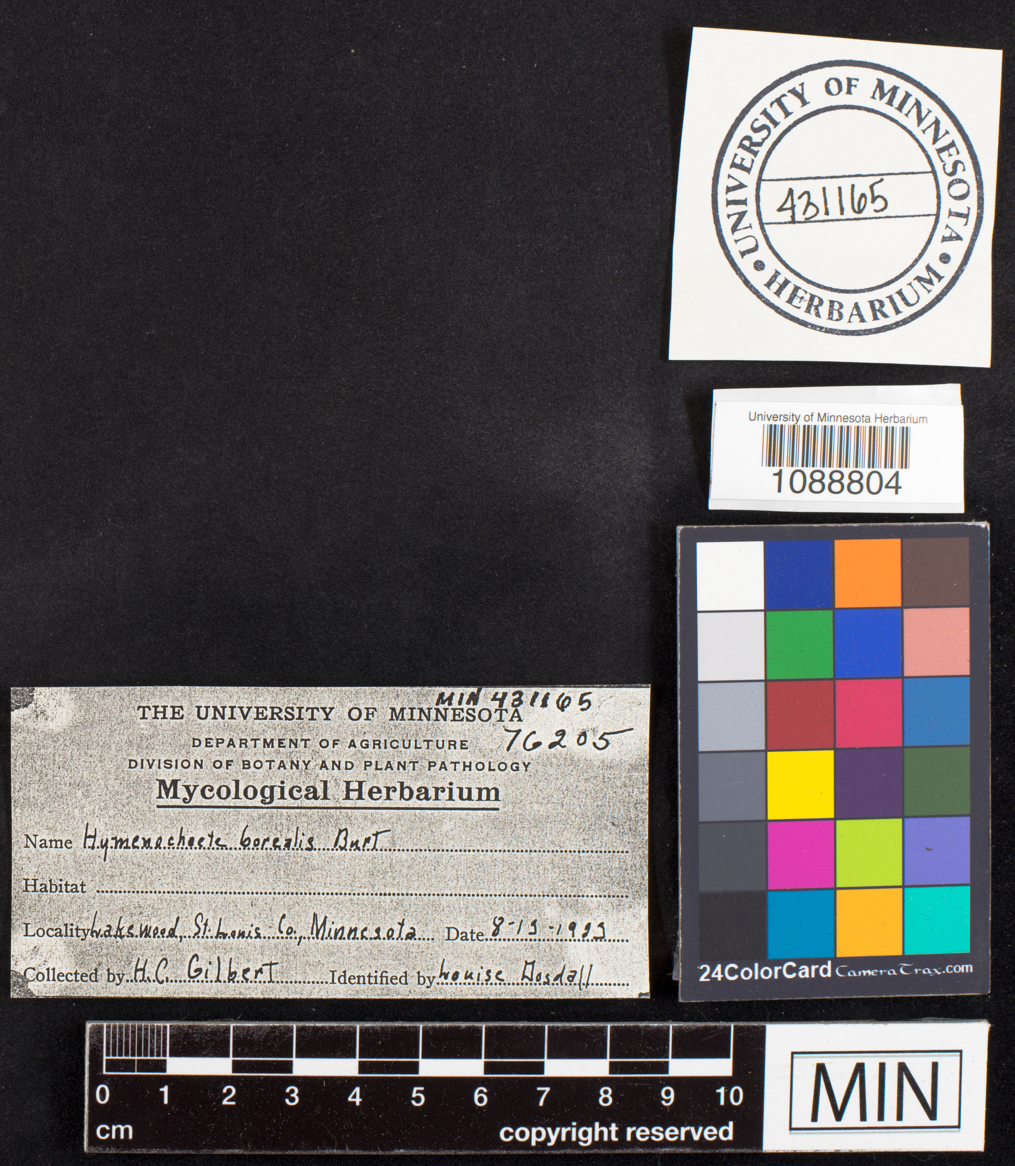 UNIVERSITY OF MINNESOTA
• HERBARIUM •
431165
University of Minnesota Herbarium
1088804
MIN 431165
THE UNIVERSITY OF MINNESOTA
76205
DEPARTMENT OF AGRICULTURE
DIVISION OF BOTANY AND PLANT PATHOLOGY
Mycological Herbarium
Name Hymenochaete borealis Burt
Habitat
Locality Lakewood, St. Louis Co., Minnesota Date
Collected by H.C. Gilbert Identified by Louise Dosdall
24ColorCard CameraTrax.com
0 1 2 3 4 5 6 7 8 9 10
cm copyright reserved
MIN